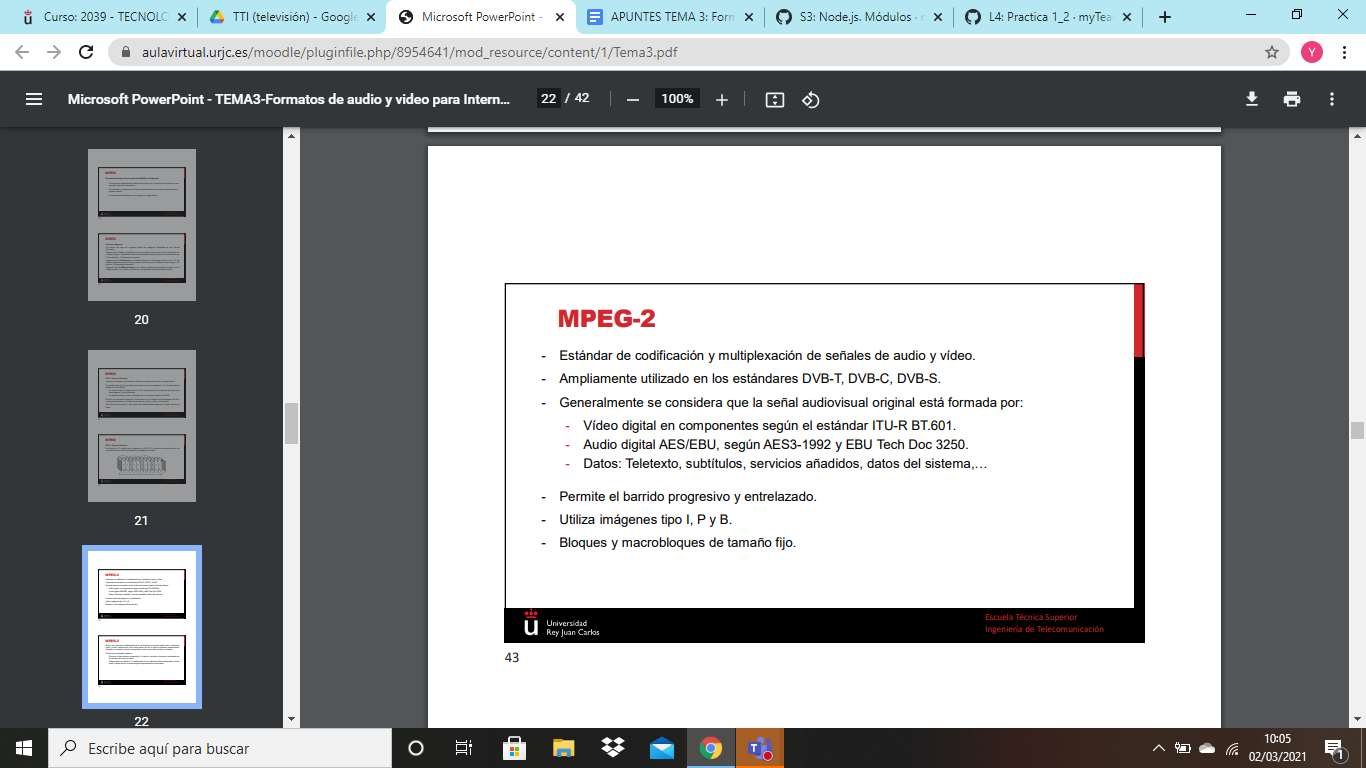 Curso: 2039 - TECNOLO
TTI (televisión) - Google
Microsoft PowerPoint -
APUNTES TEMA 3: Form
S3: Node.js. Módulos ·
L4: Practica 1_2 · myTea
aulavirtual.urjc.es/moodle/pluginfile.php/8954641/mod_resource/content/1/Tema3.pdf
Y
Microsoft PowerPoint - TEMA3-Formatos de audio y video para Intern...
22 / 42
100%
20
21
22
MPEG-2
- Estándar de codificación y multiplexación de señales de audio y vídeo.
- Ampliamente utilizado en los estándares DVB-T, DVB-C, DVB-S.
- Generalmente se considera que la señal audiovisual original está formada por:
- Vídeo digital en componentes según el estándar ITU-R BT.601.
- Audio digital AES/EBU, según AES3-1992 y EBU Tech Doc 3250.
- Datos: Teletexto, subtítulos, servicios añadidos, datos del sistema,...
- Permite el barrido progresivo y entrelazado.
- Utiliza imágenes tipo I, P y B.
- Bloques y macrobloques de tamaño fijo.
Universidad
Rey Juan Carlos
Escuela Técnica Superior
Ingeniería de Telecomunicación
43
Escribe aquí para buscar
10:05
02/03/2021
1